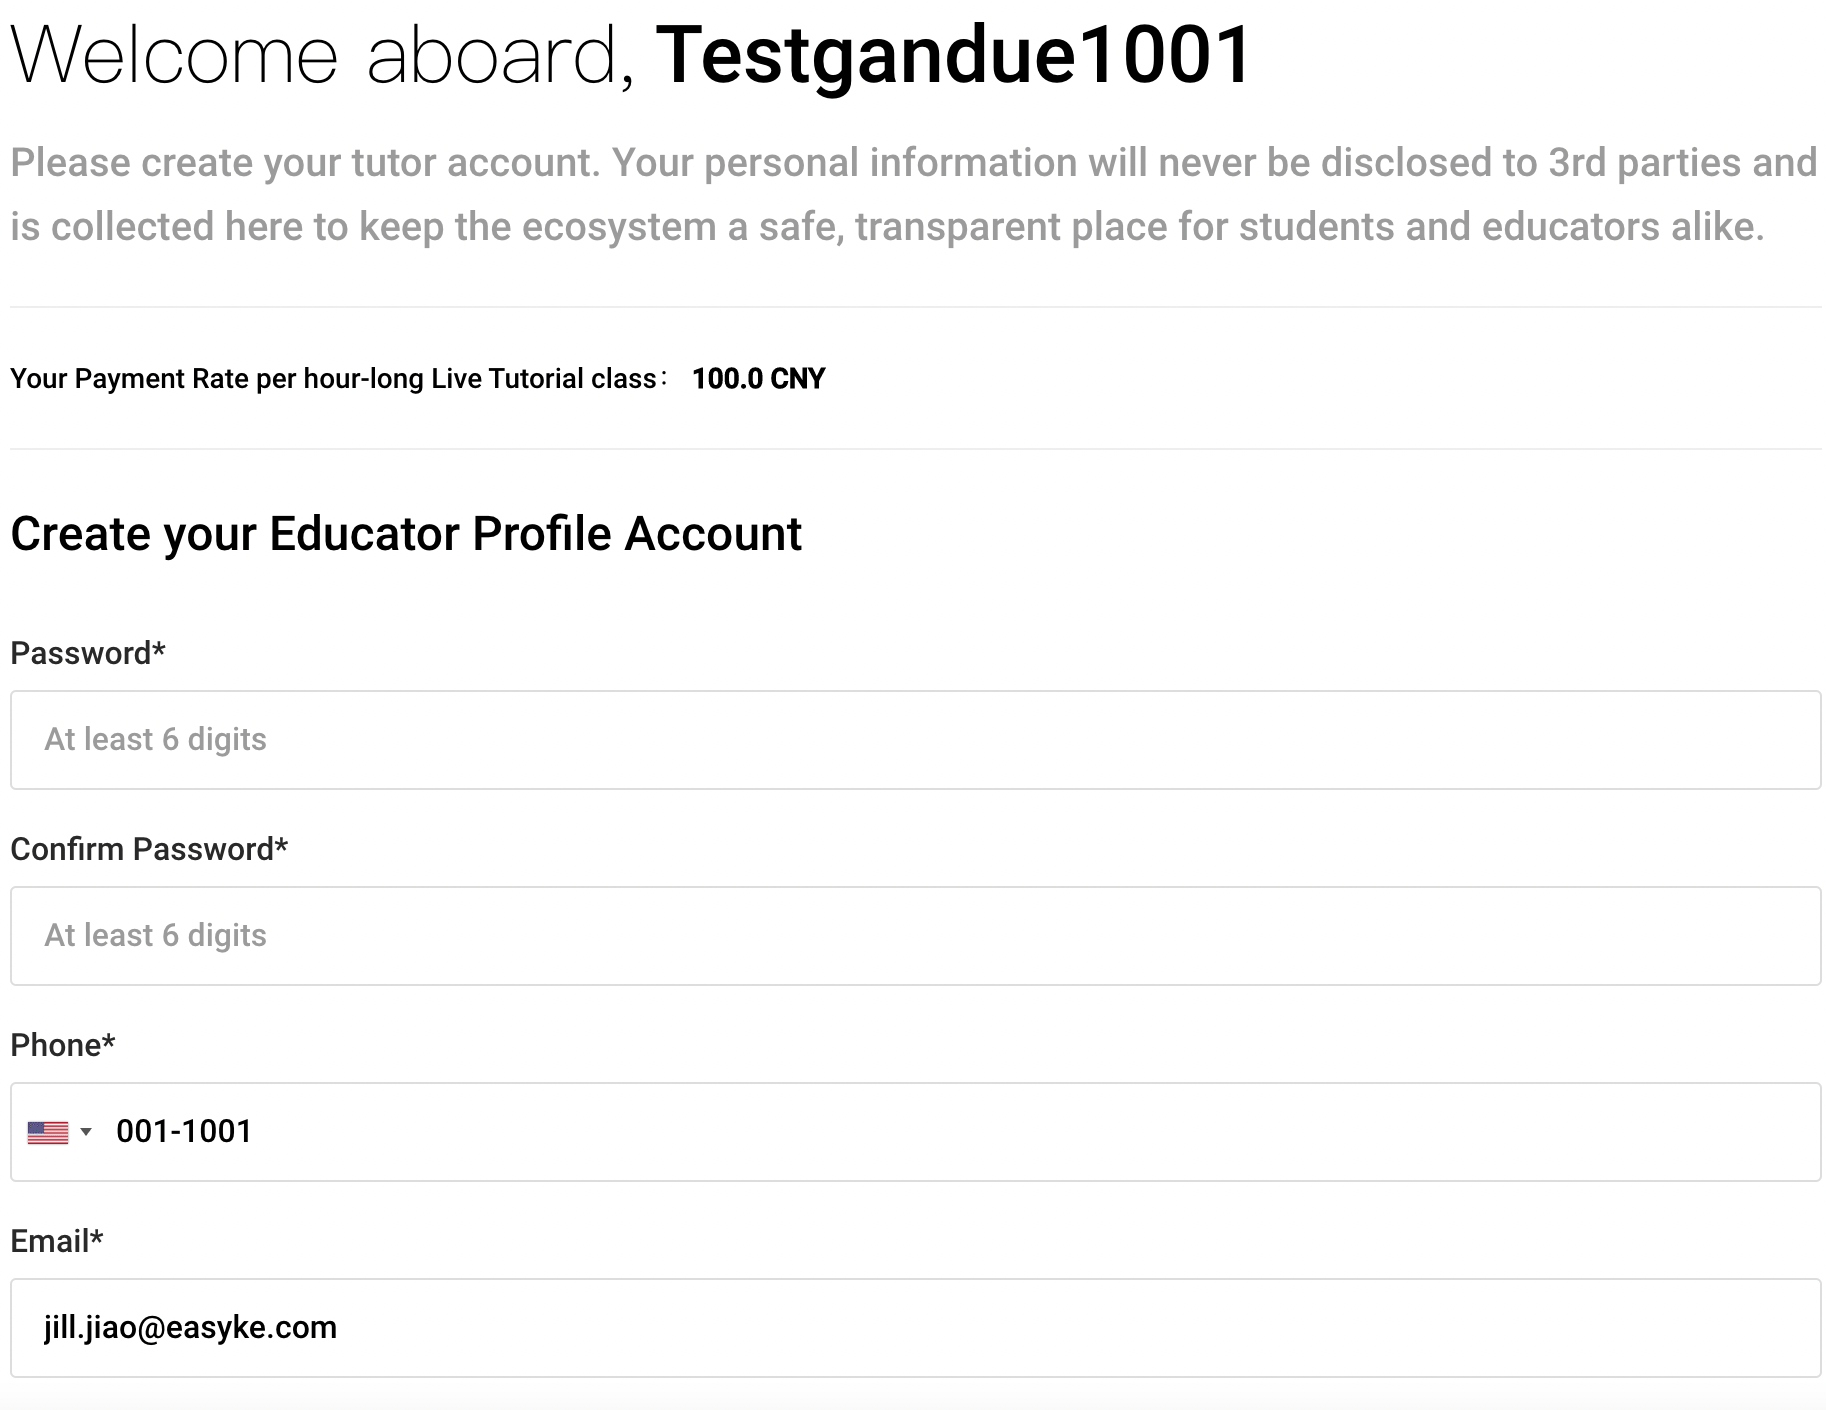 Welcome aboard, Testgandue1001
Please create your tutor account. Your personal information will never be disclosed to 3rd parties and
is collected here to keep the ecosystem a safe, transparent place for students and educators alike.
Your Payment Rate per hour-long Live Tutorial class： 100.0 CNY
Create your Educator Profile Account
Password*
At least 6 digits
Confirm Password*
At least 6 digits
Phone*
001-1001
Email*
jill.jiao@easyke.com